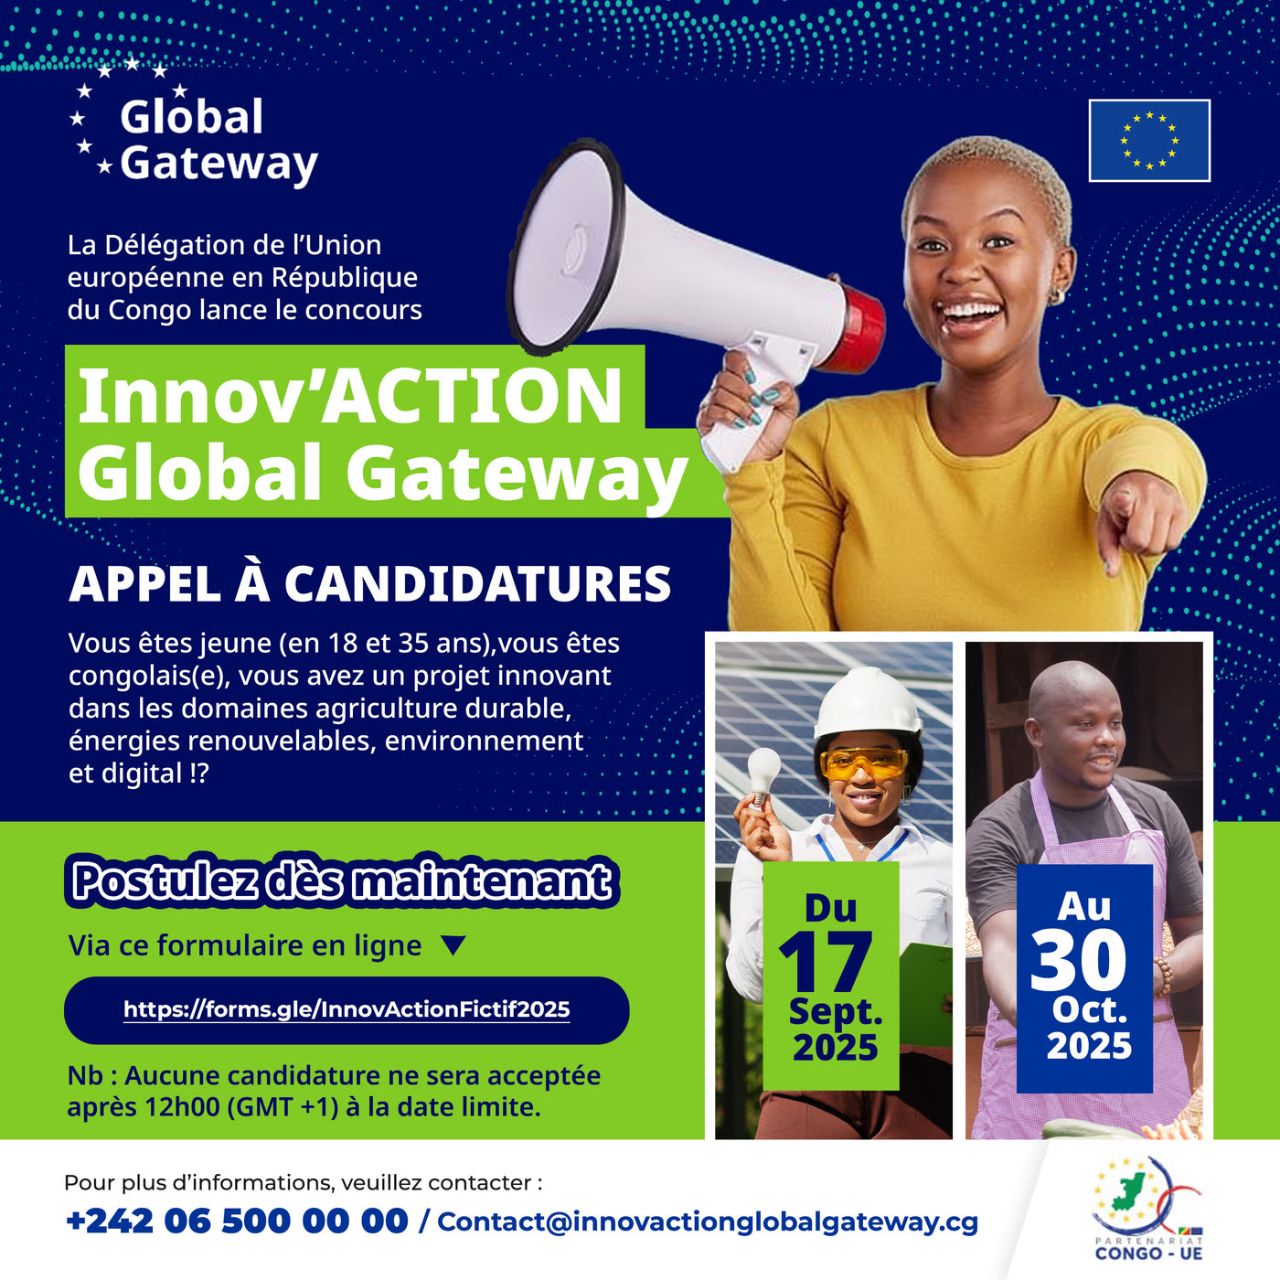 Global
Gateway
La Délégation de l’Union
européenne en République
du Congo lance le concours
Innov’ACTION
Global Gateway
APPEL À CANDIDATURES
Vous êtes jeune (en 18 et 35 ans),vous êtes
congolais(e), vous avez un projet innovant
dans les domaines agriculture durable,
énergies renouvelables, environnement
et digital !?
Postulez dès maintenant
Via ce formulaire en ligne
https://forms.gle/InnovActionFictif2025
Nb : Aucune candidature ne sera acceptée
après 12h00 (GMT +1) à la date limite.
Du
17
Sept.
2025
Au
30
Oct.
2025
Pour plus d’informations, veuillez contacter :
+242 06 500 00 00 / Contact@innovactionglobalgateway.cg
PARTENARIAT
CONGO - UE